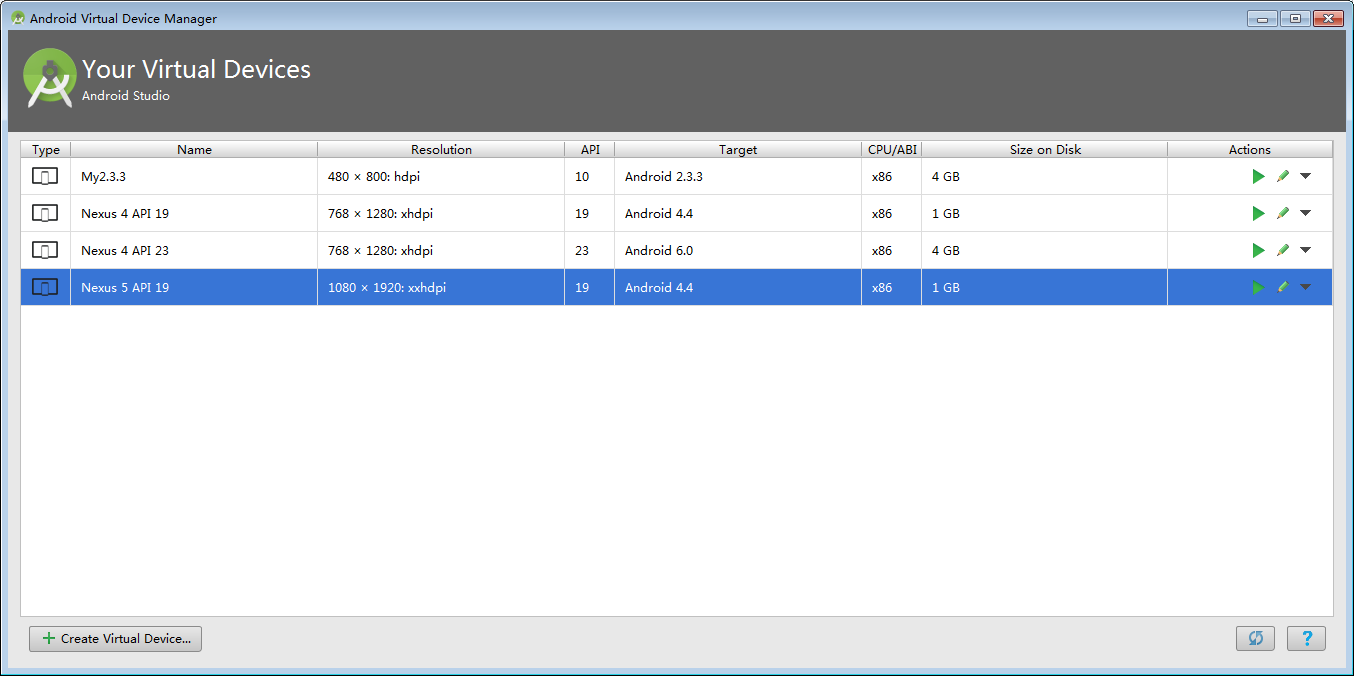 Android Virtual Device Manager
Your Virtual Devices
Android Studio
Type Name Resolution API Target CPU/ABI Size on Disk Actions
My2.3.3 480 × 800: hdpi 10 Android 2.3.3 x86 4 GB
Nexus 4 API 19 768 × 1280: xhdpi 19 Android 4.4 x86 1 GB
Nexus 4 API 23 768 × 1280: xhdpi 23 Android 6.0 x86 4 GB
Nexus 5 API 19 1080 × 1920: xxhdpi 19 Android 4.4 x86 1 GB
Create Virtual Device... ?